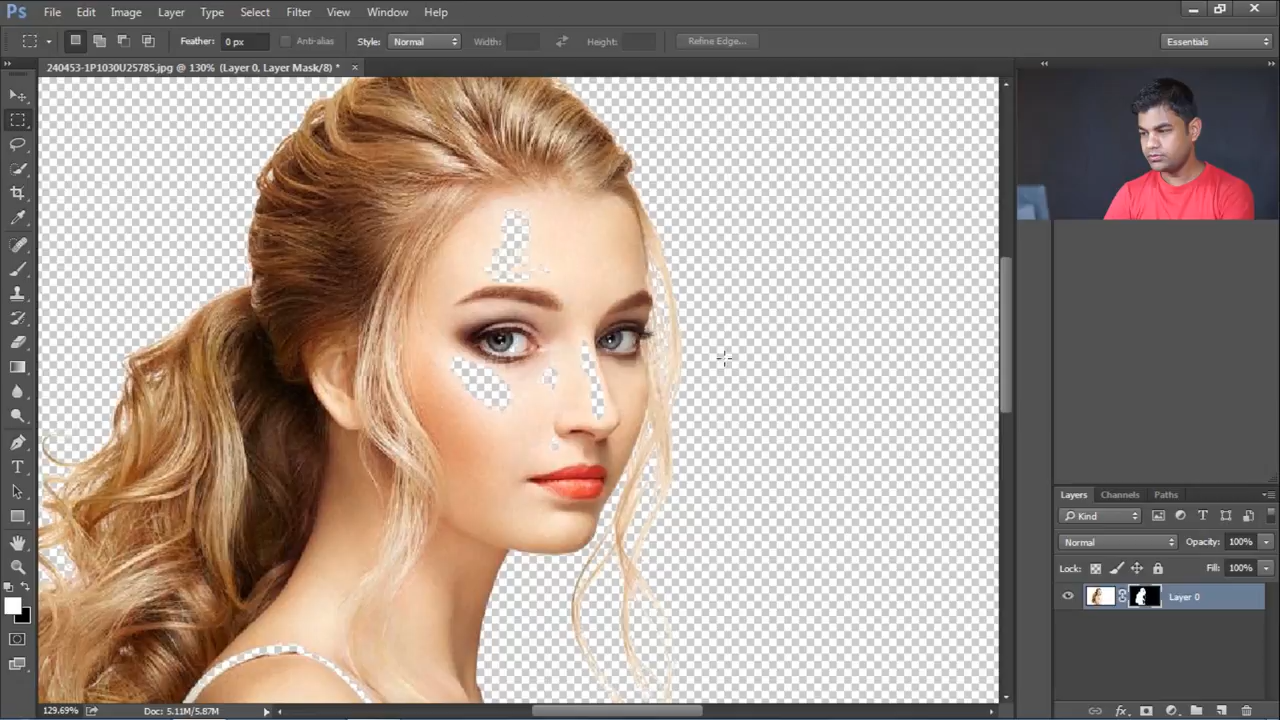 Ps File Edit Image Layer Type Select Filter View Window Help
Feather: 0 px Anti-alias Style: Normal Width: Height: Refine Edge... Essentials
240453-1P1030U25785.jpg @ 130% (Layer 0, Layer Mask/8) *
Layers Channels Paths
Kind
Normal Opacity: 100%
Lock: Fill: 100%
Layer 0
129.69% Doc: 5.11M/5.87M